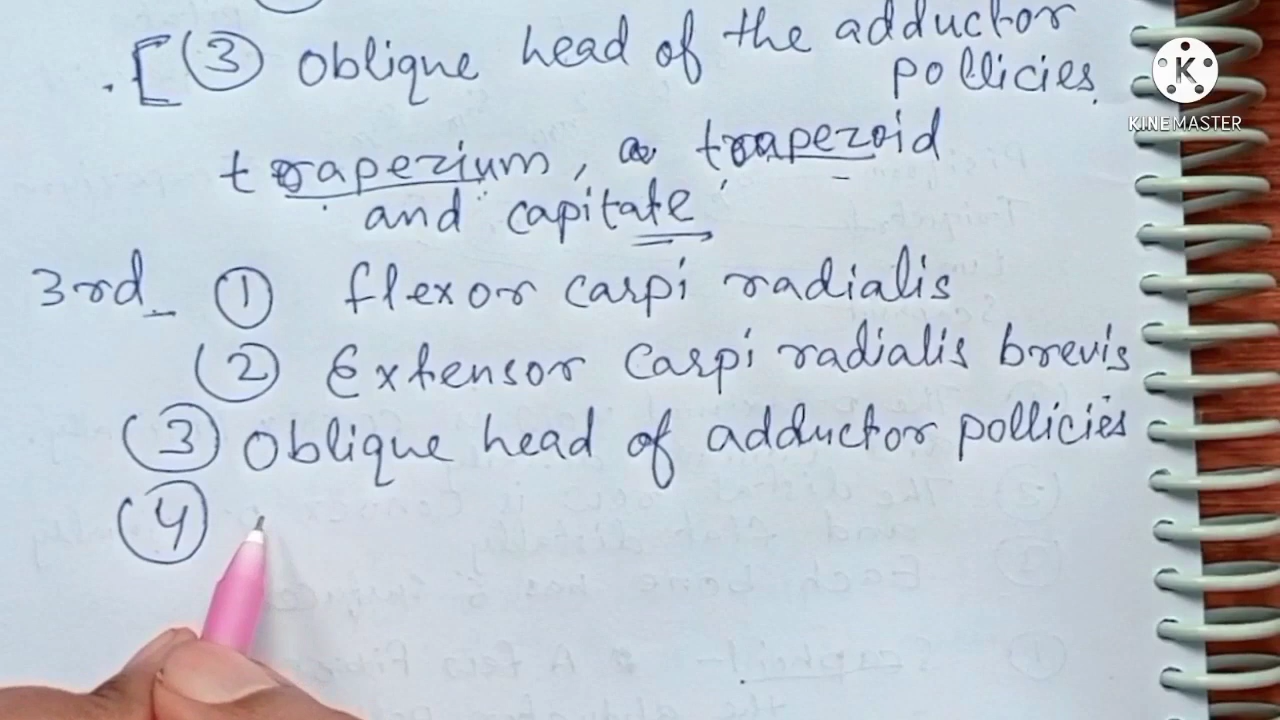 ③ Oblique head of the adductor
pollicies.
trapezium, trapezoid
and capitate
3rd_ ① flexor carpi radialis
② Extensor carpi radialis brevis
③ Oblique head of adductor pollicies
④
K
KINEMASTER